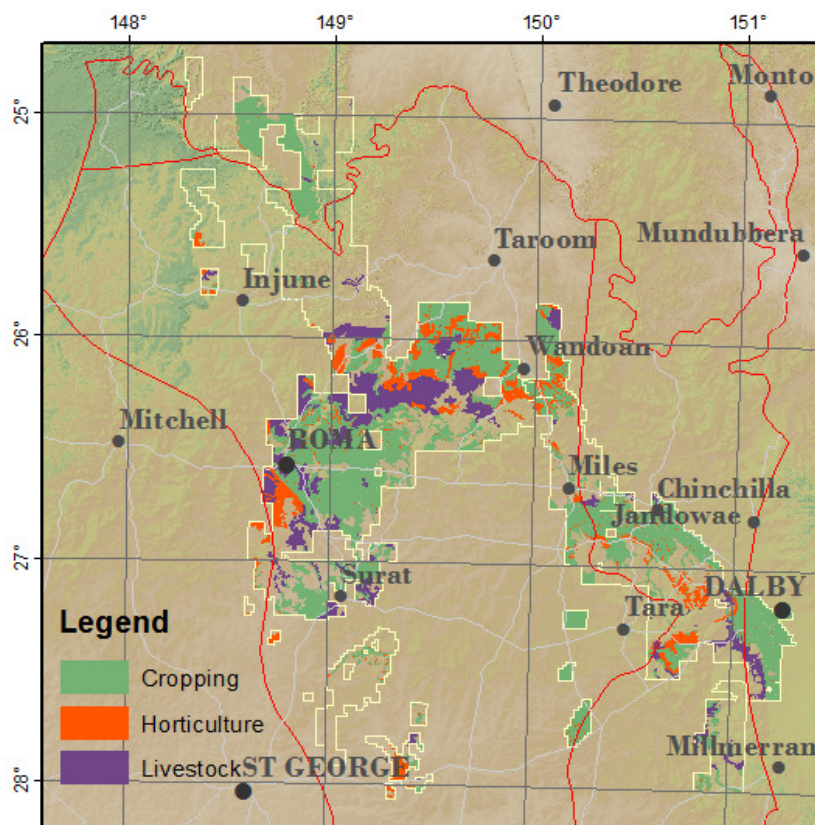 148° 149° 150° 151°
Theodore Monto
25°
Taroom Mundubbera
Injune
26°
Wandoan
Mitchell ROMA
Miles
Chinchilla
Jandowae
27°
Surat DALBY
Tara
Legend
Cropping
Horticulture
Livestock ST GEORGE Millmerran
28°